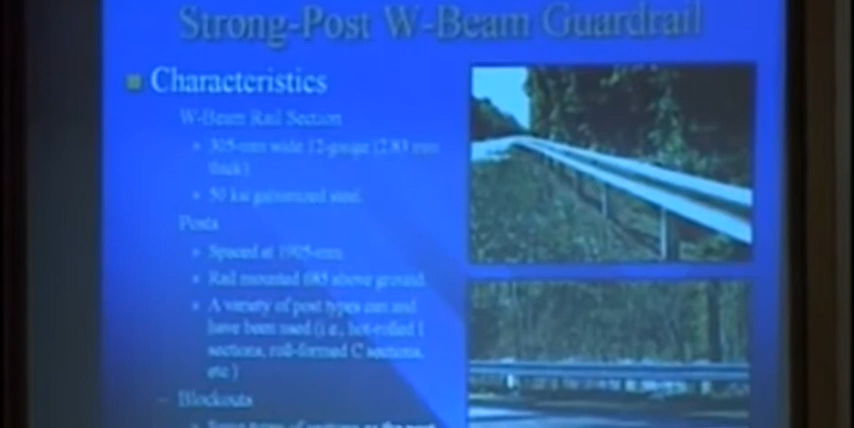 Strong-Post W-Beam Guardrail
Characteristics
W-Beam Rail Section
305-mm wide 12-gauge (2.83 mm
thick)
50 ksi galvanized steel
Posts
Spaced at 1905-mm
Rail mounted 685 above ground
A variety of post types can and
have been used (i.e., hot-rolled I
sections, roll-formed C sections,
etc.)
– Blockouts